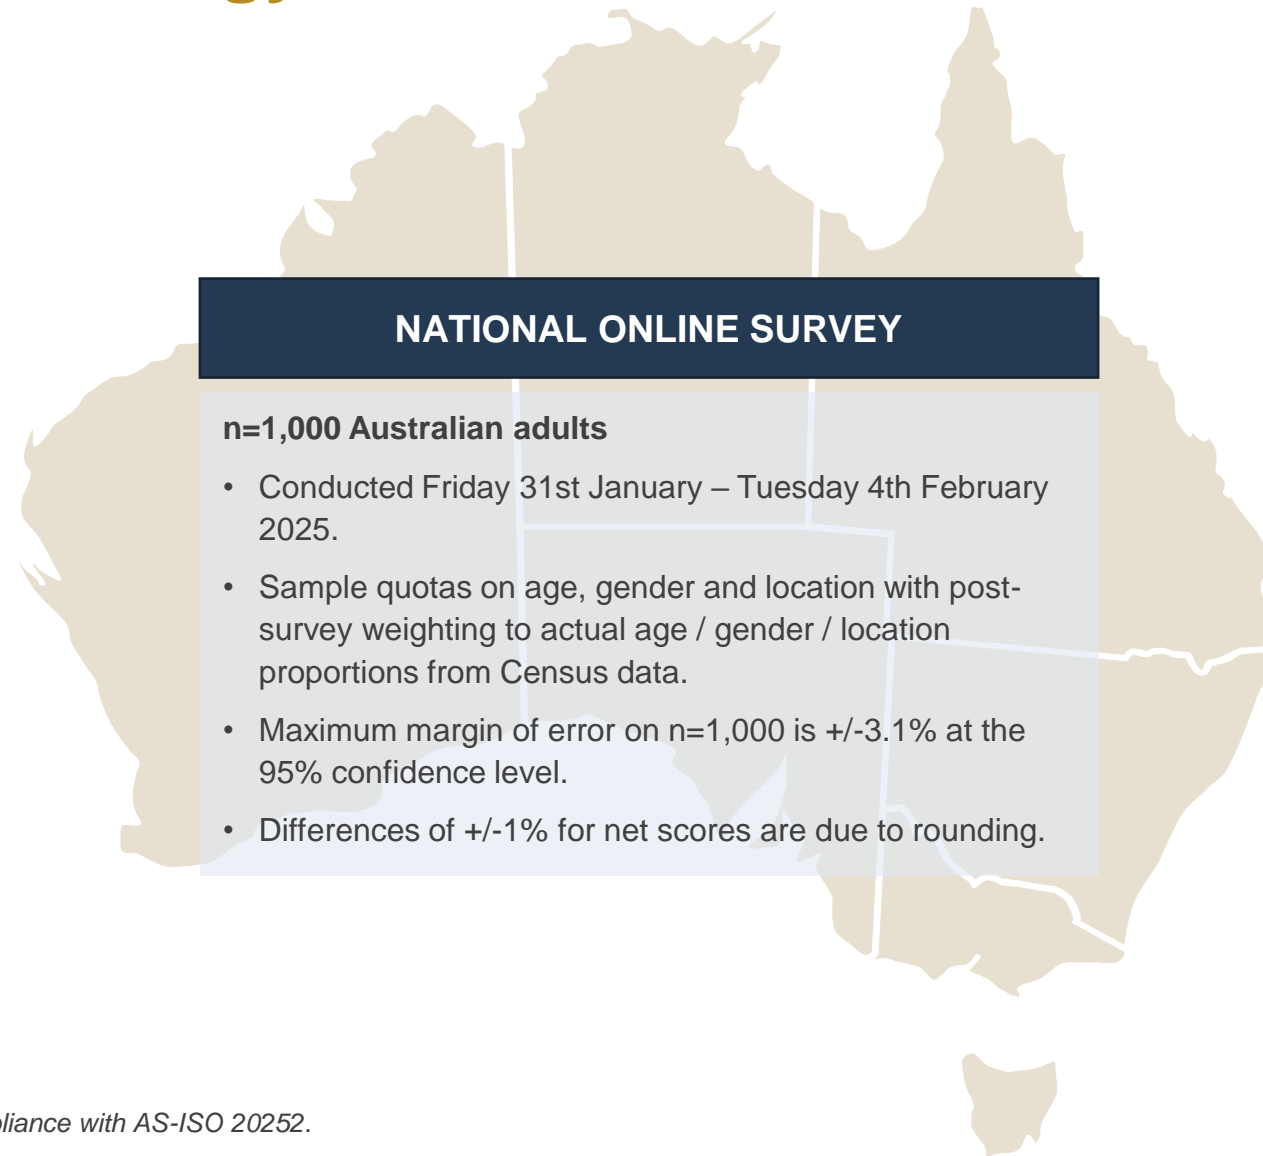 NATIONAL ONLINE SURVEY
n=1,000 Australian adults
• Conducted Friday 31st January – Tuesday 4th February
2025.
• Sample quotas on age, gender and location with post-
survey weighting to actual age / gender / location
proportions from Census data.
• Maximum margin of error on n=1,000 is +/-3.1% at the
95% confidence level.
• Differences of +/-1% for net scores are due to rounding.
with AS-ISO 20252.